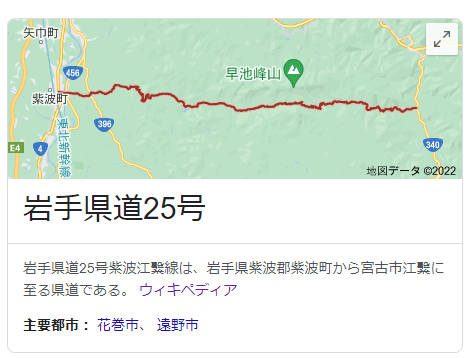 矢巾町
456
早池峰山
紫波町
396
東北新幹線
E4
4
340
地図データ ©2022
岩手県道25号
岩手県道25号紫波江繋線は、岩手県紫波郡紫波町から宮古市江繋に
至る県道である。 ウィキペディア
主要都市： 花巻市、 遠野市